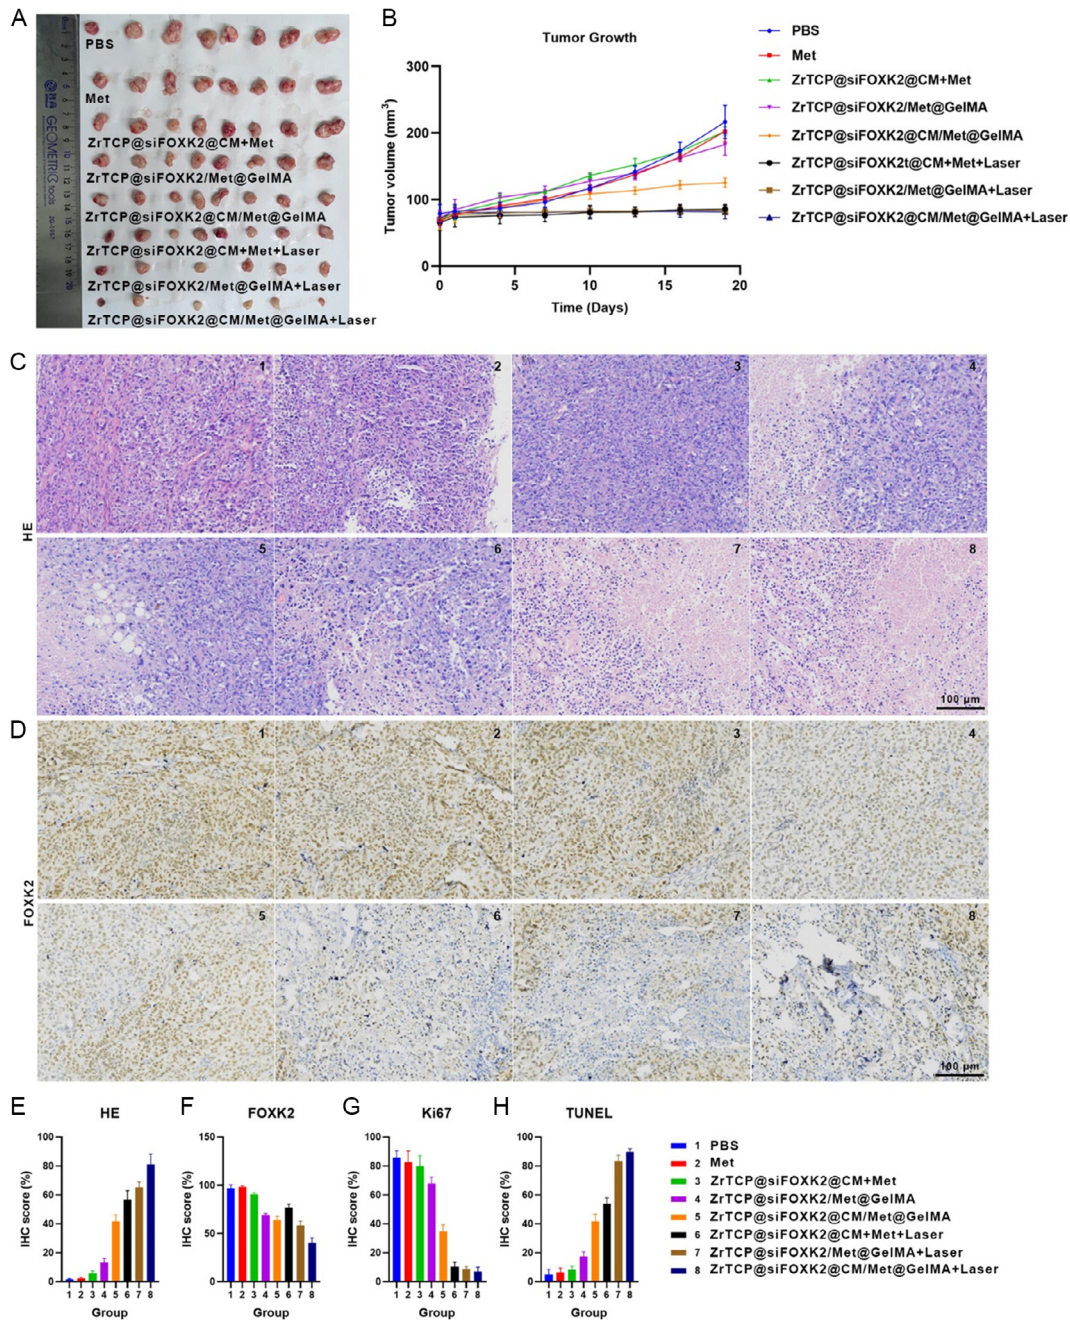 A
PBS
Met
ZrTCP@siFOXK2@CM+Met
ZrTCP@siFOXK2/Met@GelMA
ZrTCP@siFOXK2@CM/Met@GelMA
ZrTCP@siFOXK2@CM+Met+Laser
ZrTCP@siFOXK2/Met@GelMA+Laser
ZrTCP@siFOXK2@CM/Met@GelMA+Laser
B
Tumor Growth
Tumor volume (mm³)
300
200
100
0
0 5 10 15 20
Time (Days)
PBS
Met
ZrTCP@siFOXK2@CM+Met
ZrTCP@siFOXK2/Met@GelMA
ZrTCP@siFOXK2@CM/Met@GelMA
ZrTCP@siFOXK2t@CM+Met+Laser
ZrTCP@siFOXK2/Met@GelMA+Laser
ZrTCP@siFOXK2@CM/Met@GelMA+Laser
C
HE
1 2 3 4
5 6 7 8
100 µm
D
FOXK2
1 2 3 4
5 6 7 8
100 µm
E
HE
IHC score (%)
100
80
60
40
20
0
1 2 3 4 5 6 7 8
Group
F
FOXK2
IHC score (%)
150
100
50
0
1 2 3 4 5 6 7 8
Group
G
Ki67
IHC score (%)
100
80
60
40
20
0
1 2 3 4 5 6 7 8
Group
H
TUNEL
IHC score (%)
100
80
60
40
20
0
1 2 3 4 5 6 7 8
Group
1 PBS
2 Met
3 ZrTCP@siFOXK2@CM+Met
4 ZrTCP@siFOXK2/Met@GelMA
5 ZrTCP@siFOXK2@CM/Met@GelMA
6 ZrTCP@siFOXK2@CM+Met+Laser
7 ZrTCP@siFOXK2/Met@GelMA+Laser
8 ZrTCP@siFOXK2@CM/Met@GelMA+Laser